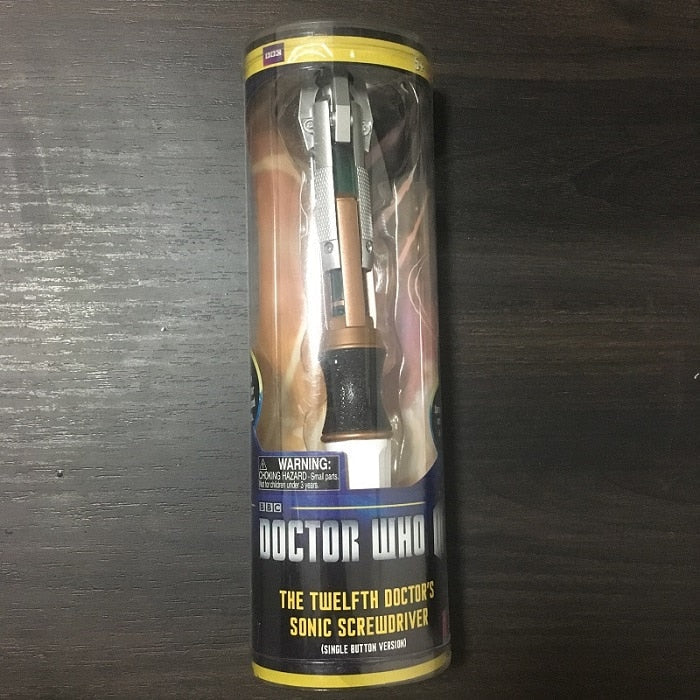 WARNING:
CHOKING HAZARD - Small parts.
Not for children under 3 years.
BBC
DOCTOR WHO
THE TWELFTH DOCTOR'S
SONIC SCREWDRIVER
(SINGLE BUTTON VERSION)